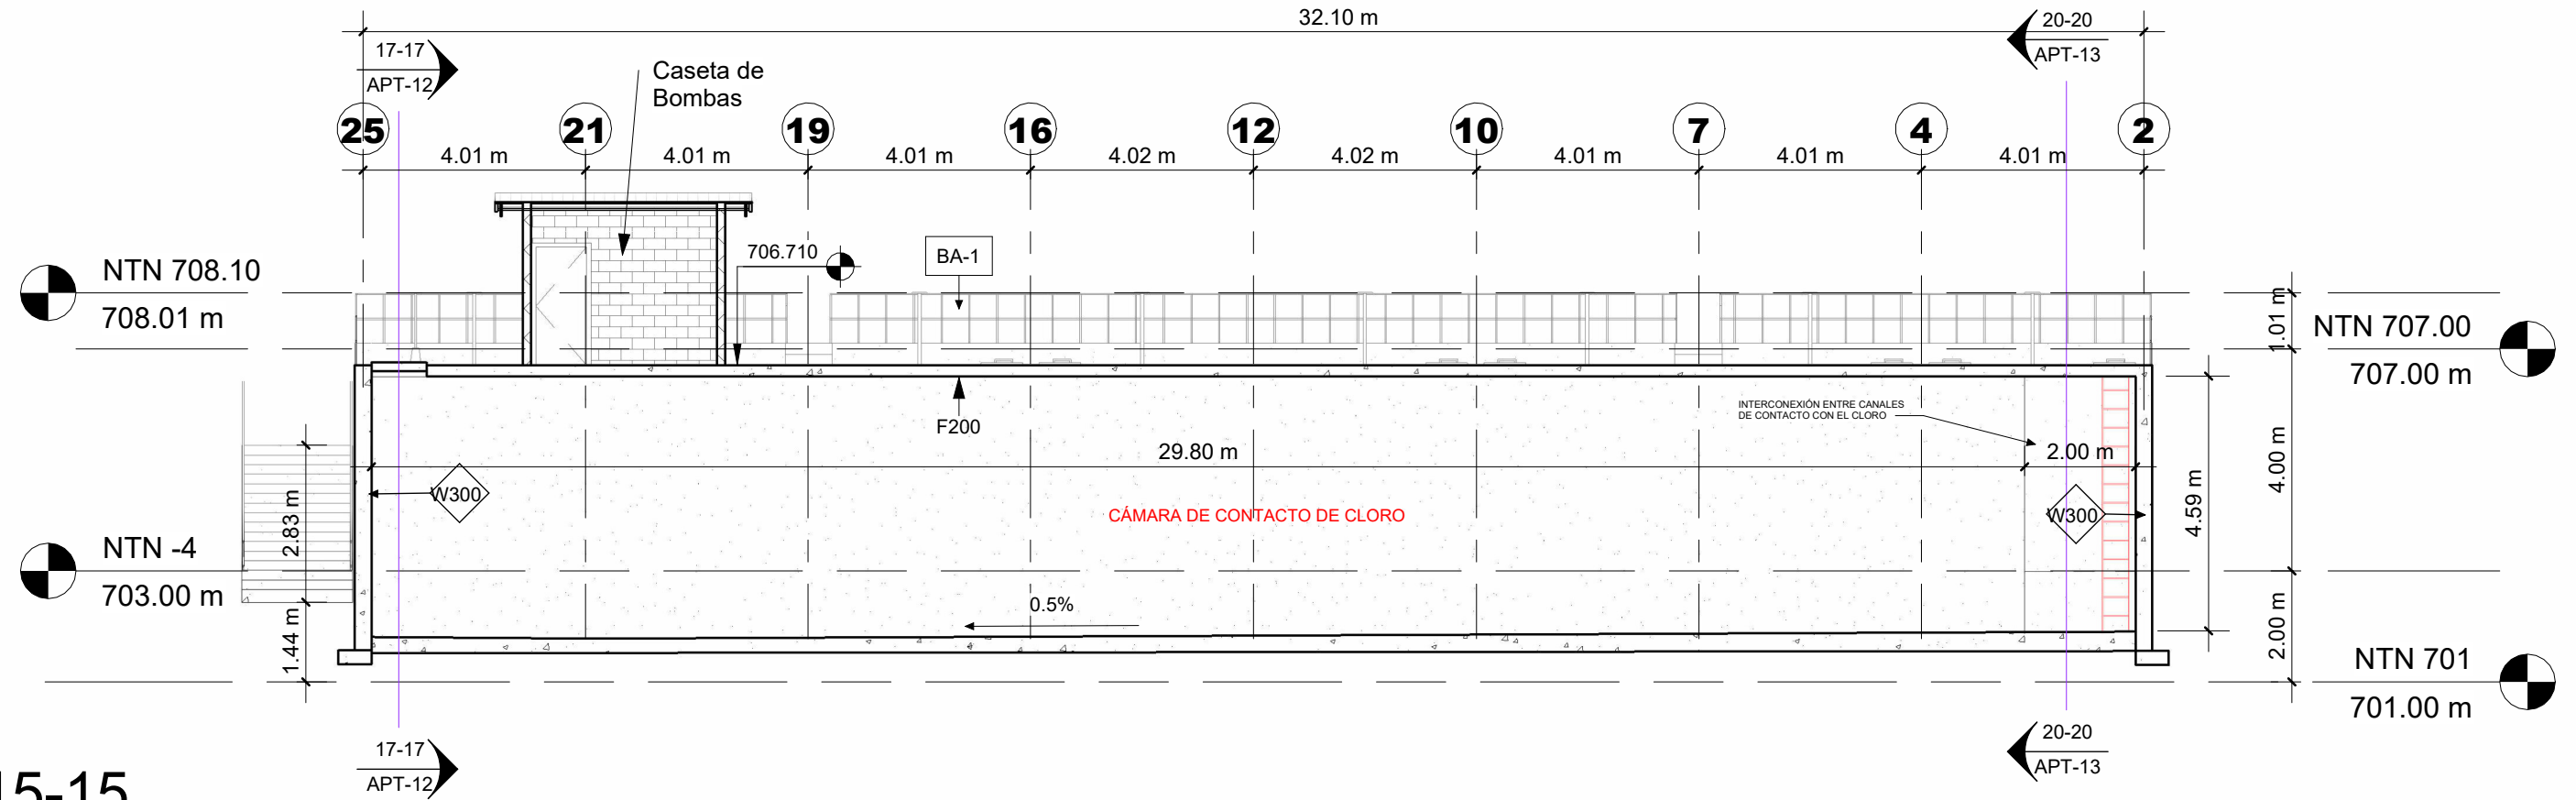 32.10 m
17-17
APT-12
20-20
APT-13
Caseta de
Bombas
25
21
19
16
12
10
7
4
2
4.01 m
4.01 m
4.01 m
4.02 m
4.02 m
4.01 m
4.01 m
4.01 m
706.710
BA-1
NTN 708.10
708.01 m
1.01 m
NTN 707.00
707.00 m
F200
INTERCONEXIÓN ENTRE CANALES
DE CONTACTO CON EL CLORO
29.80 m
2.00 m
4.00 m
W300
W300
4.59 m
CÁMARA DE CONTACTO DE CLORO
2.83 m
NTN -4
703.00 m
0.5%
1.44 m
2.00 m
NTN 701
701.00 m
17-17
APT-12
20-20
APT-13
15-15